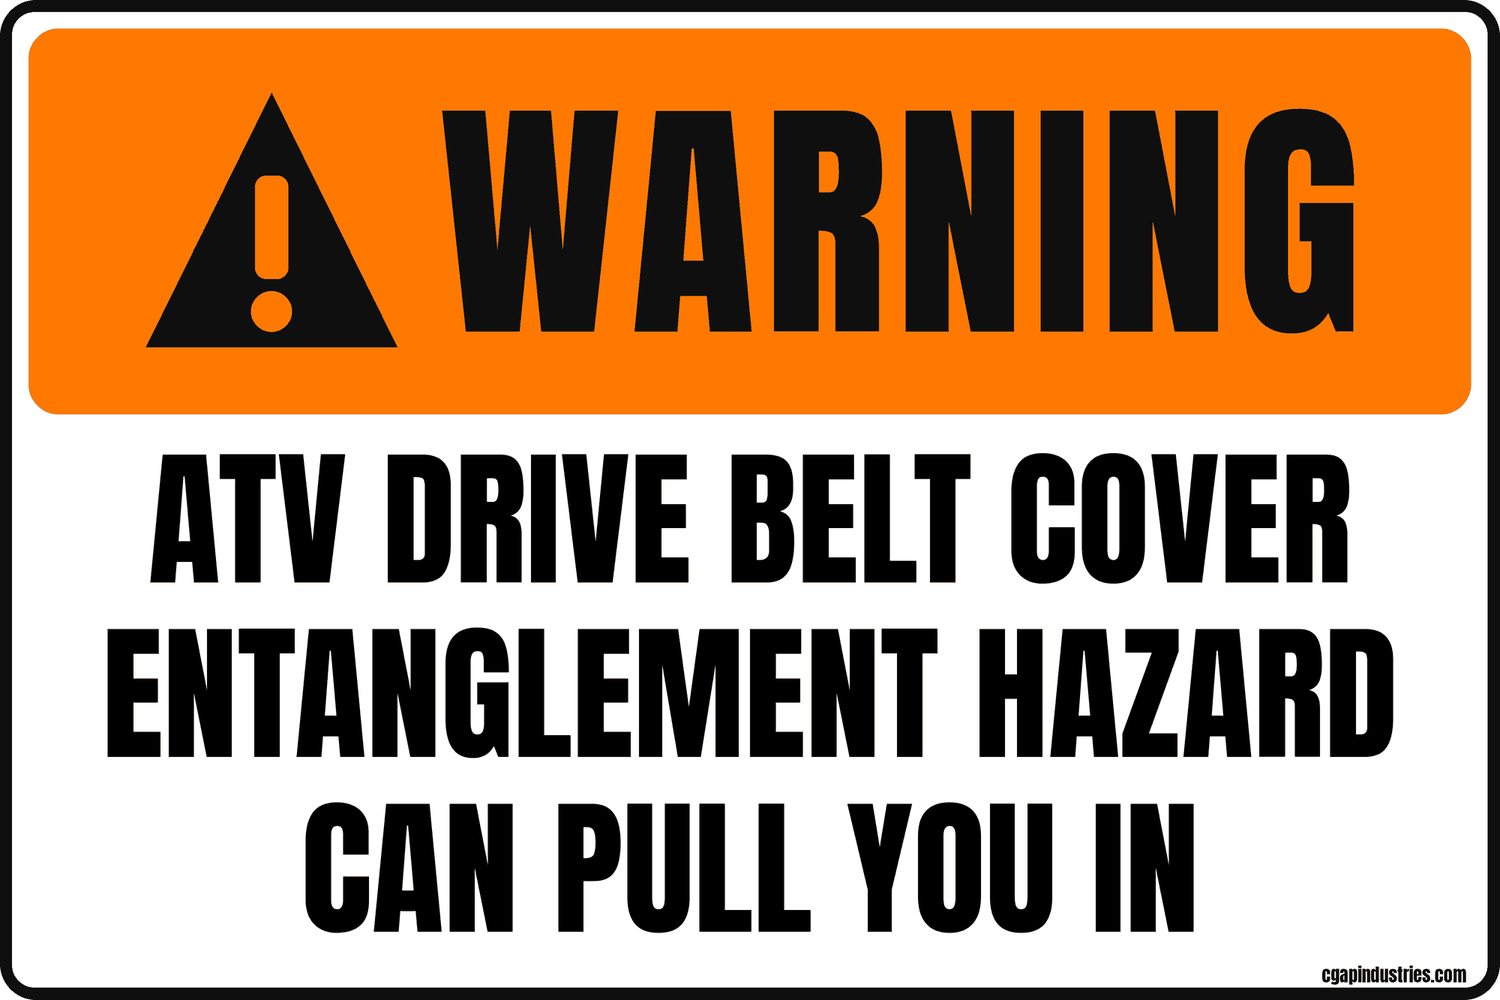 WARNING
ATV DRIVE BELT COVER
ENTANGLEMENT HAZARD
CAN PULL YOU IN
cgapindustries.com